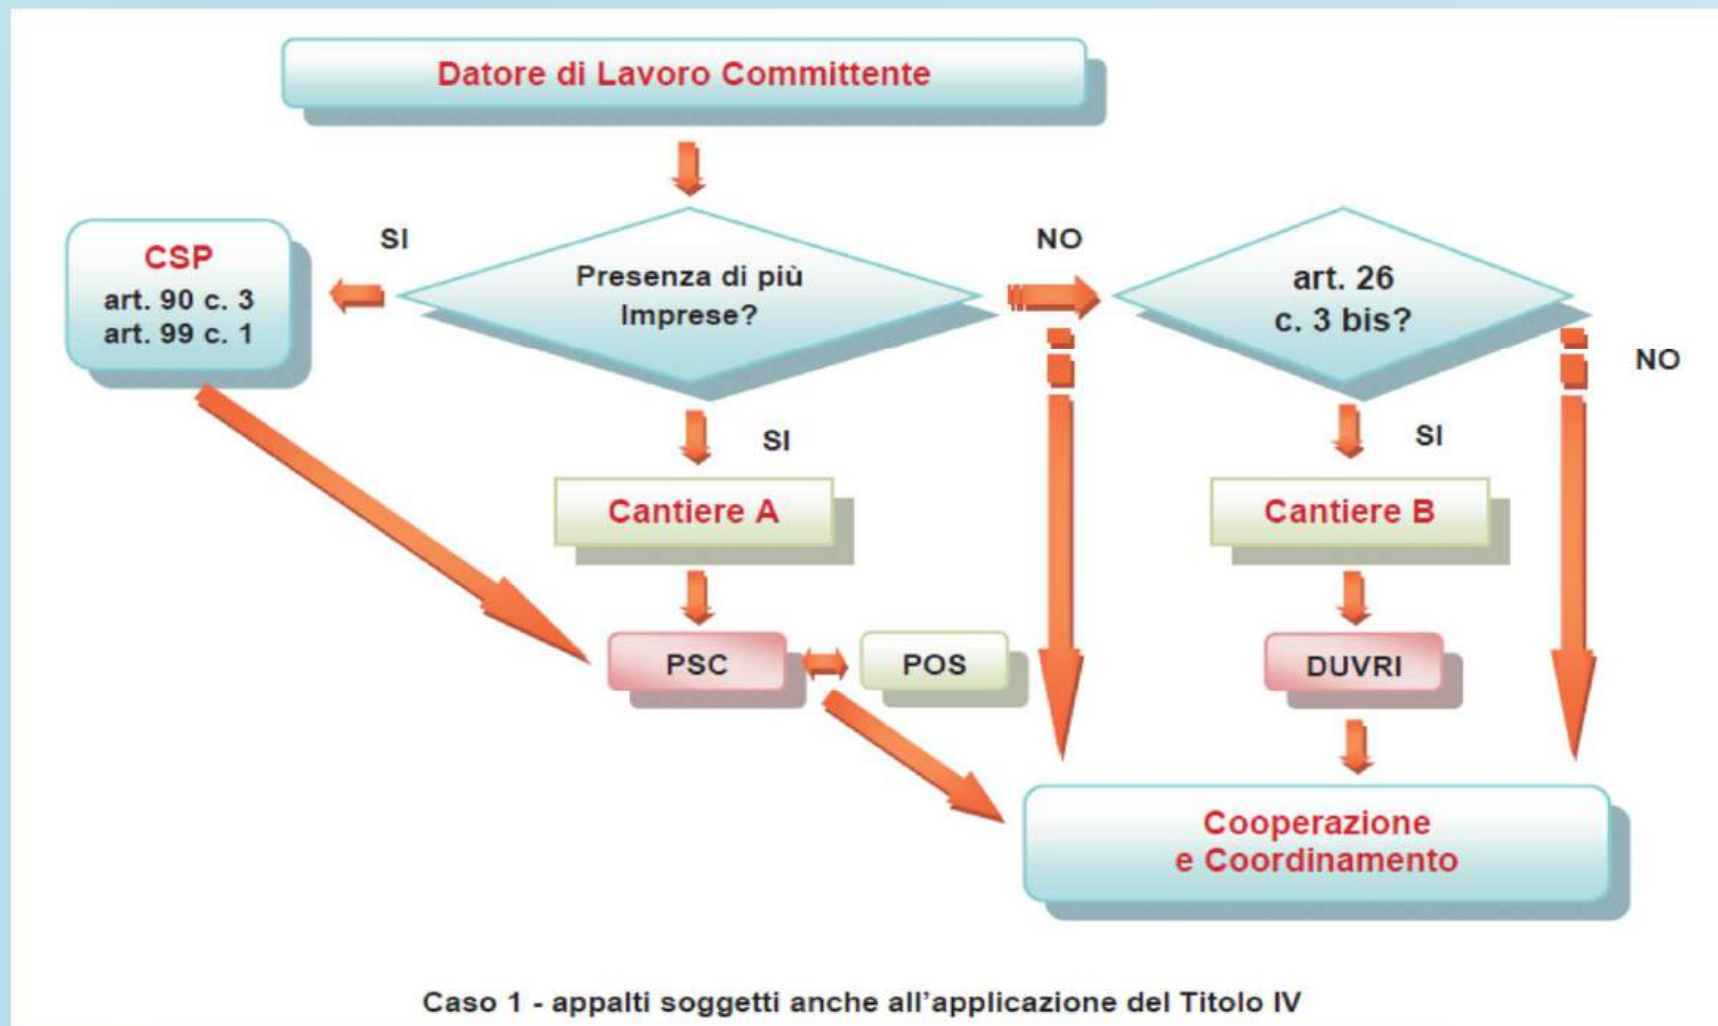 Datore di Lavoro Committente
CSP
art. 90 c. 3
art. 99 c. 1
SI
Presenza di più
Imprese?
NO
art. 26
c. 3 bis?
NO
SI
SI
Cantiere A
Cantiere B
PSC
POS
DUVRI
Cooperazione
e Coordinamento
Caso 1 - appalti soggetti anche all'applicazione del Titolo IV